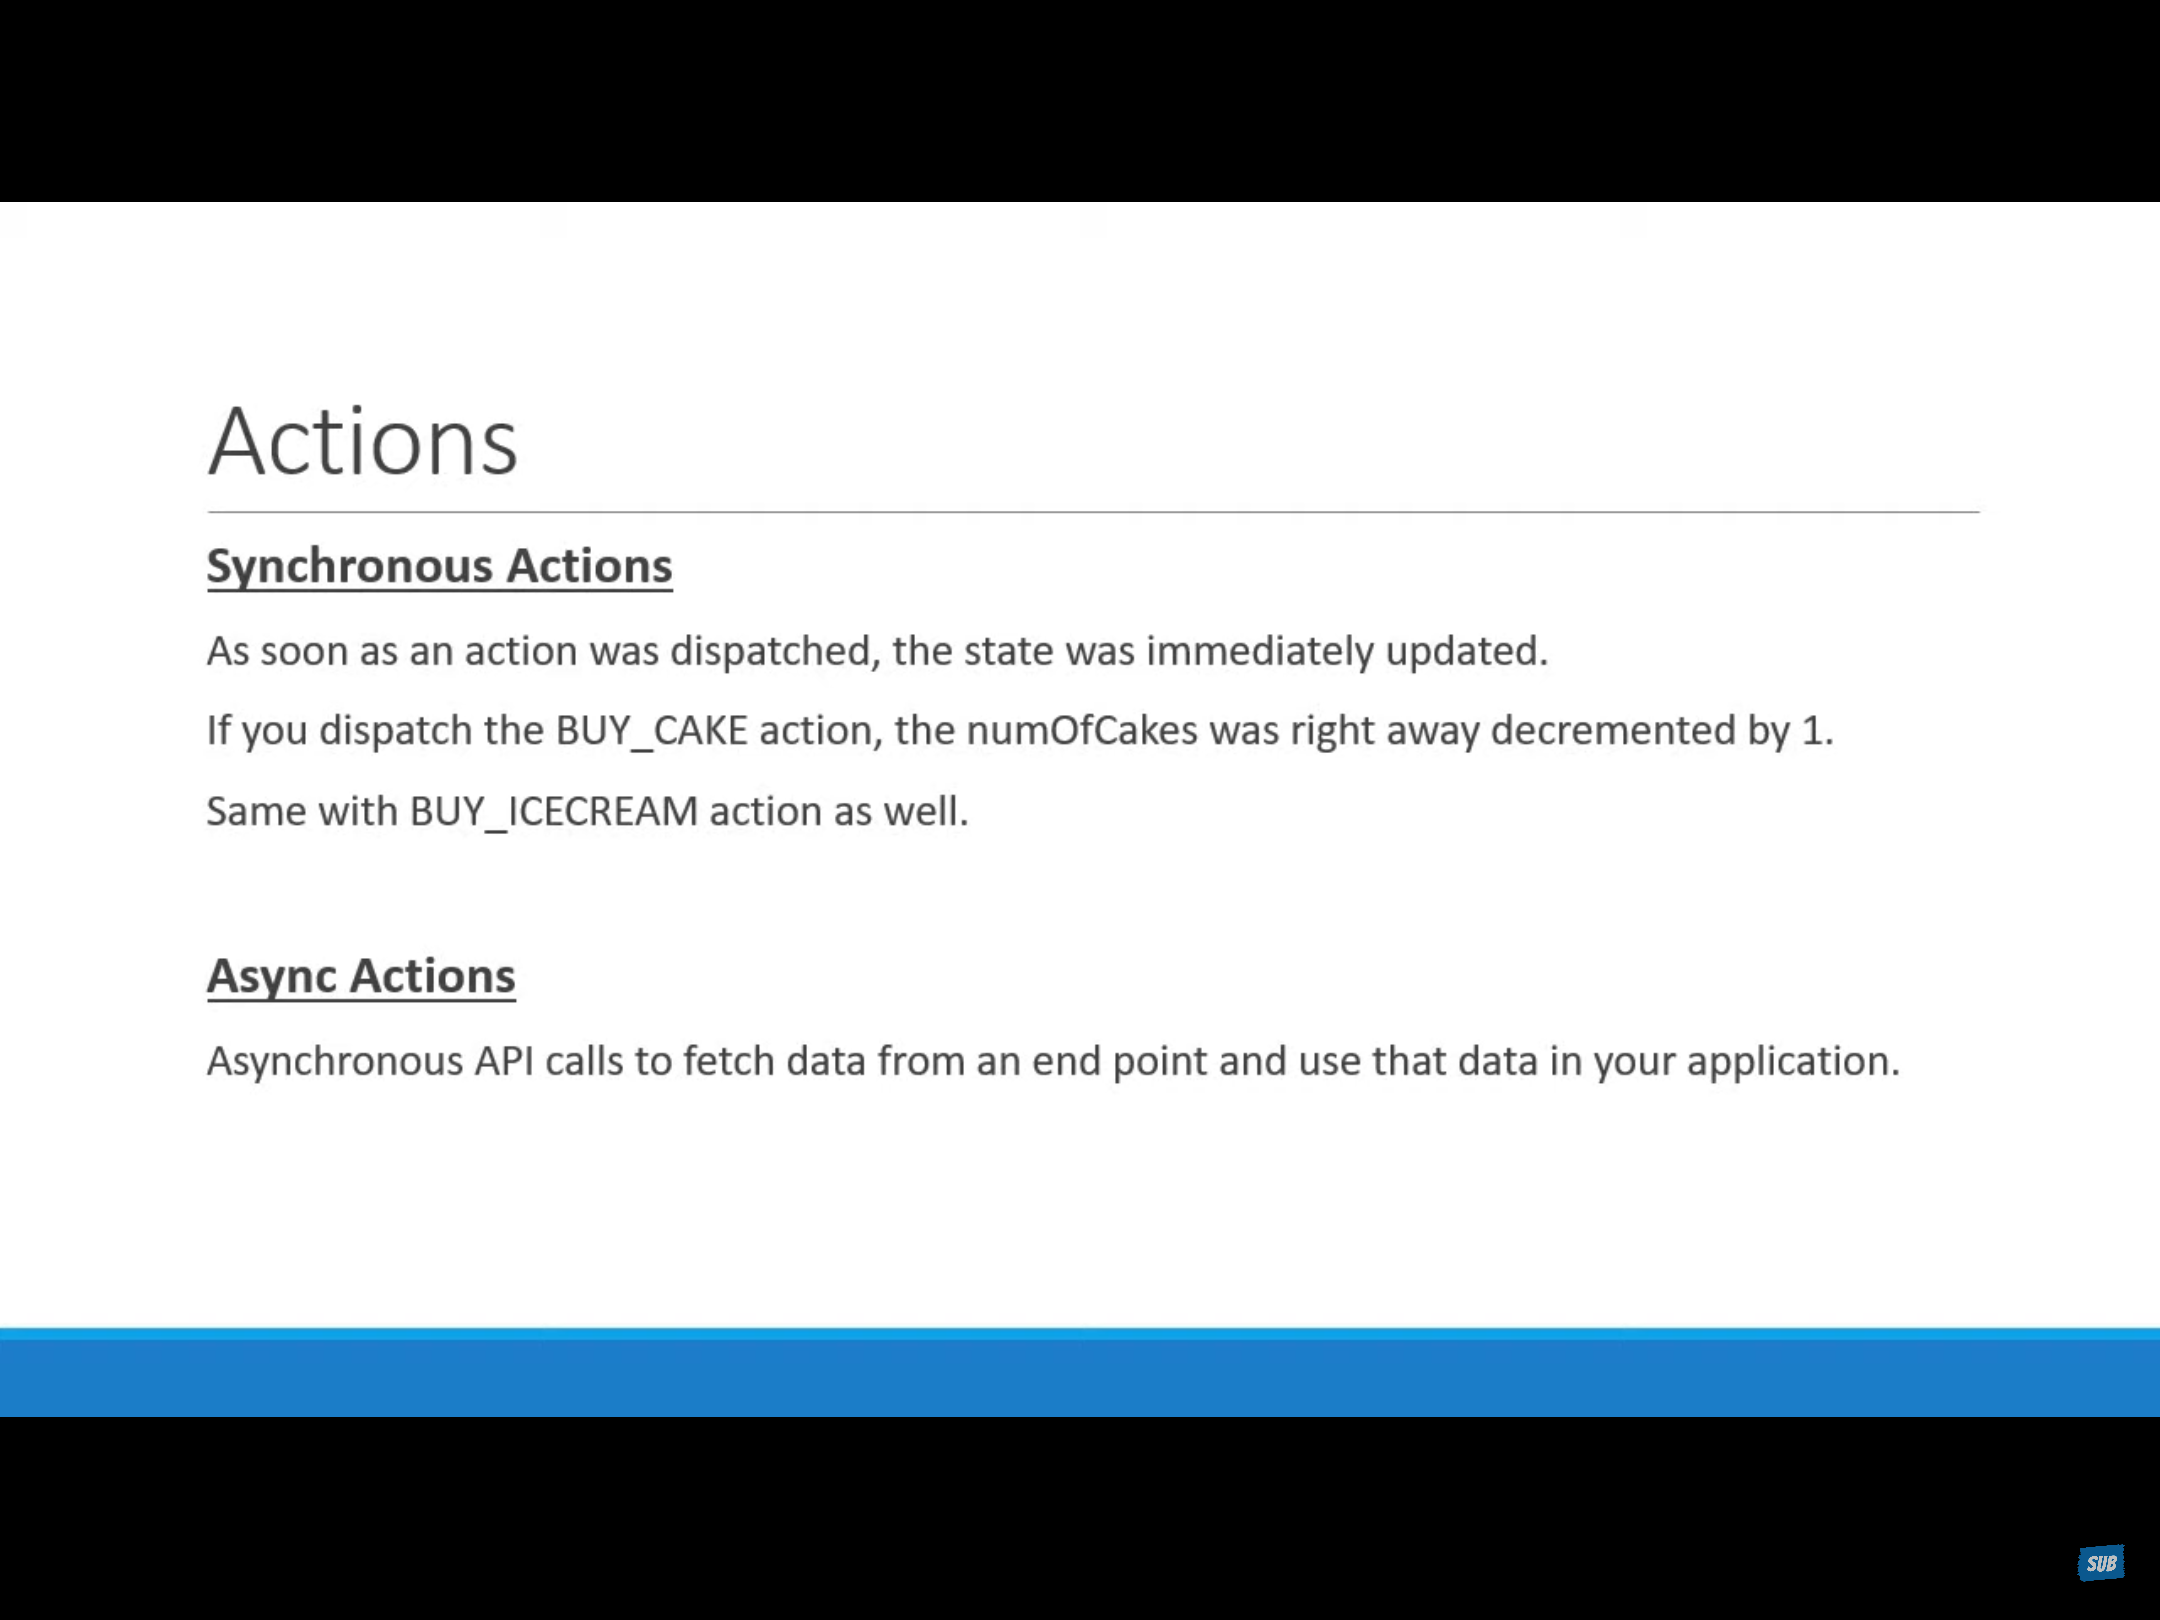 Actions
Synchronous Actions
As soon as an action was dispatched, the state was immediately updated.
If you dispatch the BUY_CAKE action, the numOfCakes was right away decremented by 1.
Same with BUY_ICECREAM action as well.
Async Actions
Asynchronous API calls to fetch data from an end point and use that data in your application.
SUB